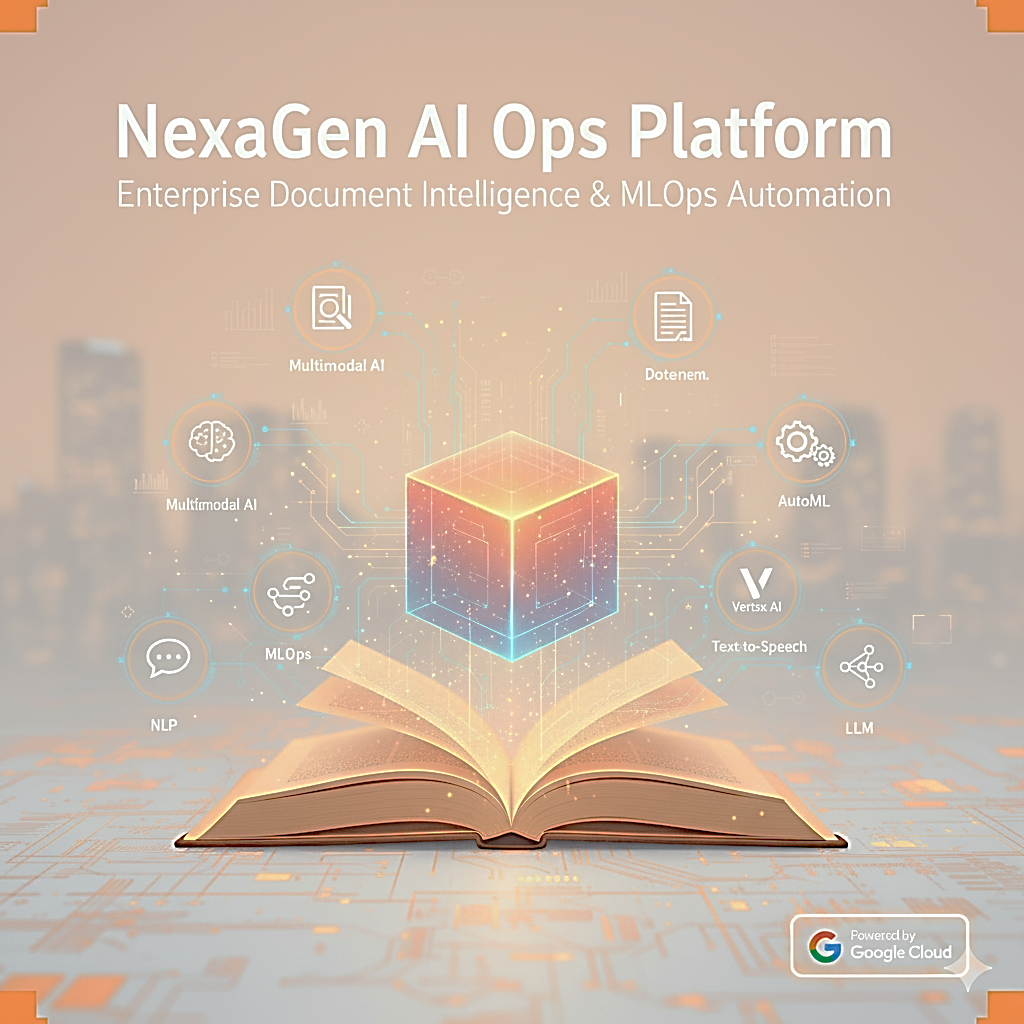 NexaGen AI Ops Platform
Enterprise Document Intelligence & MLOps Automation
Multimodal AI
Dotenem.
Multimodal AI
AutoML
MLOps
Vertsx AI
Text-to-Speech
NLP
LLM
Powered by
Google Cloud